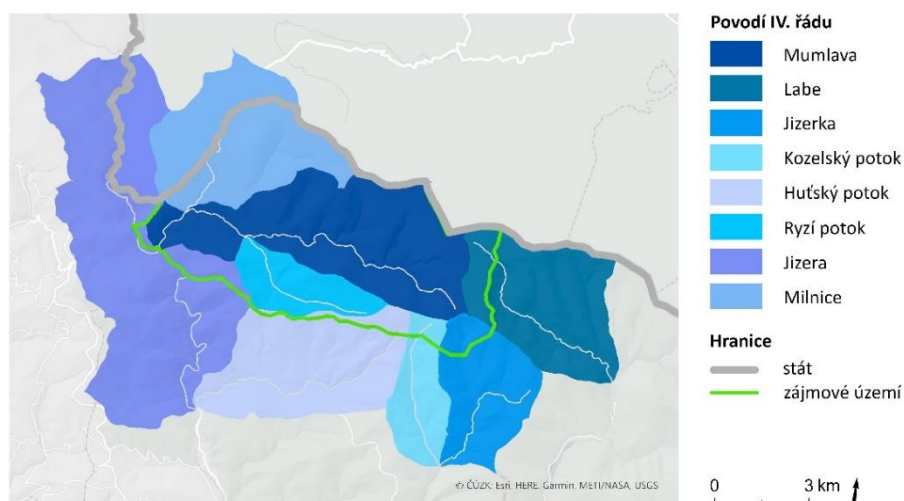 Povodí IV. řádu
Mumlava
Labe
Jizerka
Kozelský potok
Huťský potok
Ryzí potok
Jizera
Milnice
Hranice
stát
zájmové území
© ČÚZK, Esri, HERE, Garmin, METI/NASA, USGS
0 3 km